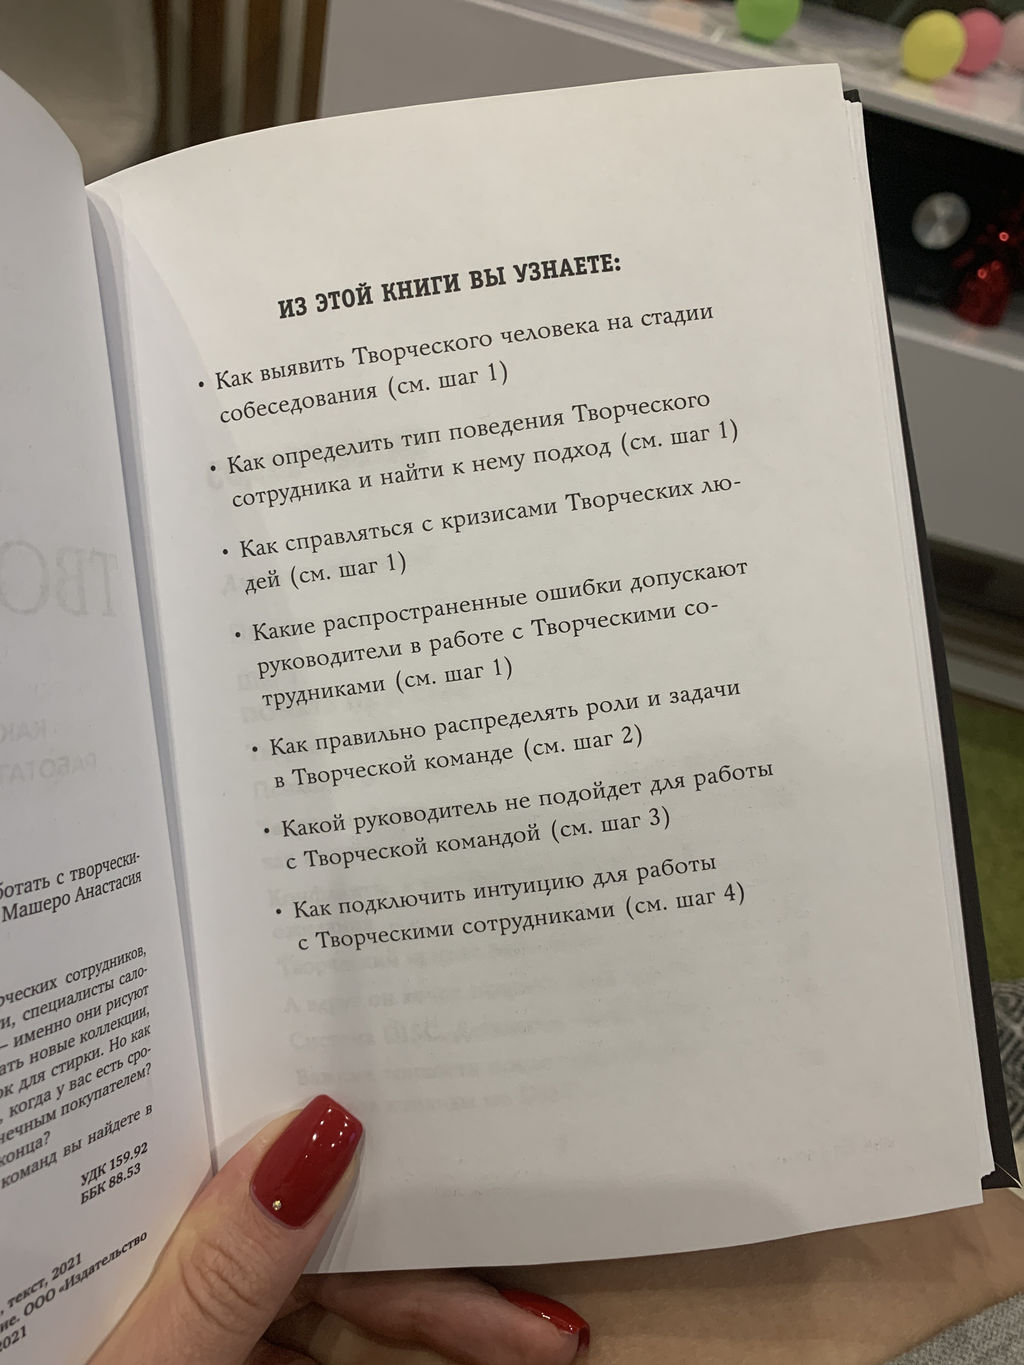 ботать с творчески-
Машеро Анастасия
ческих сотрудников,
и, специалисты сало-
— именно они рисуют
ать новые коллекции,
ок для стирки. Но как
, когда у вас есть сро-
нечным покупателем?
конца?
команд вы найдете в
УДК 159.92
ББК 88.53
, текст, 2021
ние. ООО «Издательство
2021
ИЗ ЭТОЙ КНИГИ ВЫ УЗНАЕТЕ:
• Как выявить Творческого человека на стадии
собеседования (см. шаг 1)
• Как определить тип поведения Творческого
сотрудника и найти к нему подход (см. шаг 1)
• Как справляться с кризисами Творческих лю-
дей (см. шаг 1)
• Какие распространенные ошибки допускают
руководители в работе с Творческими со-
трудниками (см. шаг 1)
• Как правильно распределять роли и задачи
в Творческой команде (см. шаг 2)
• Какой руководитель не подойдет для работы
с Творческой командой (см. шаг 3)
• Как подключить интуицию для работы
с Творческими сотрудниками (см. шаг 4)